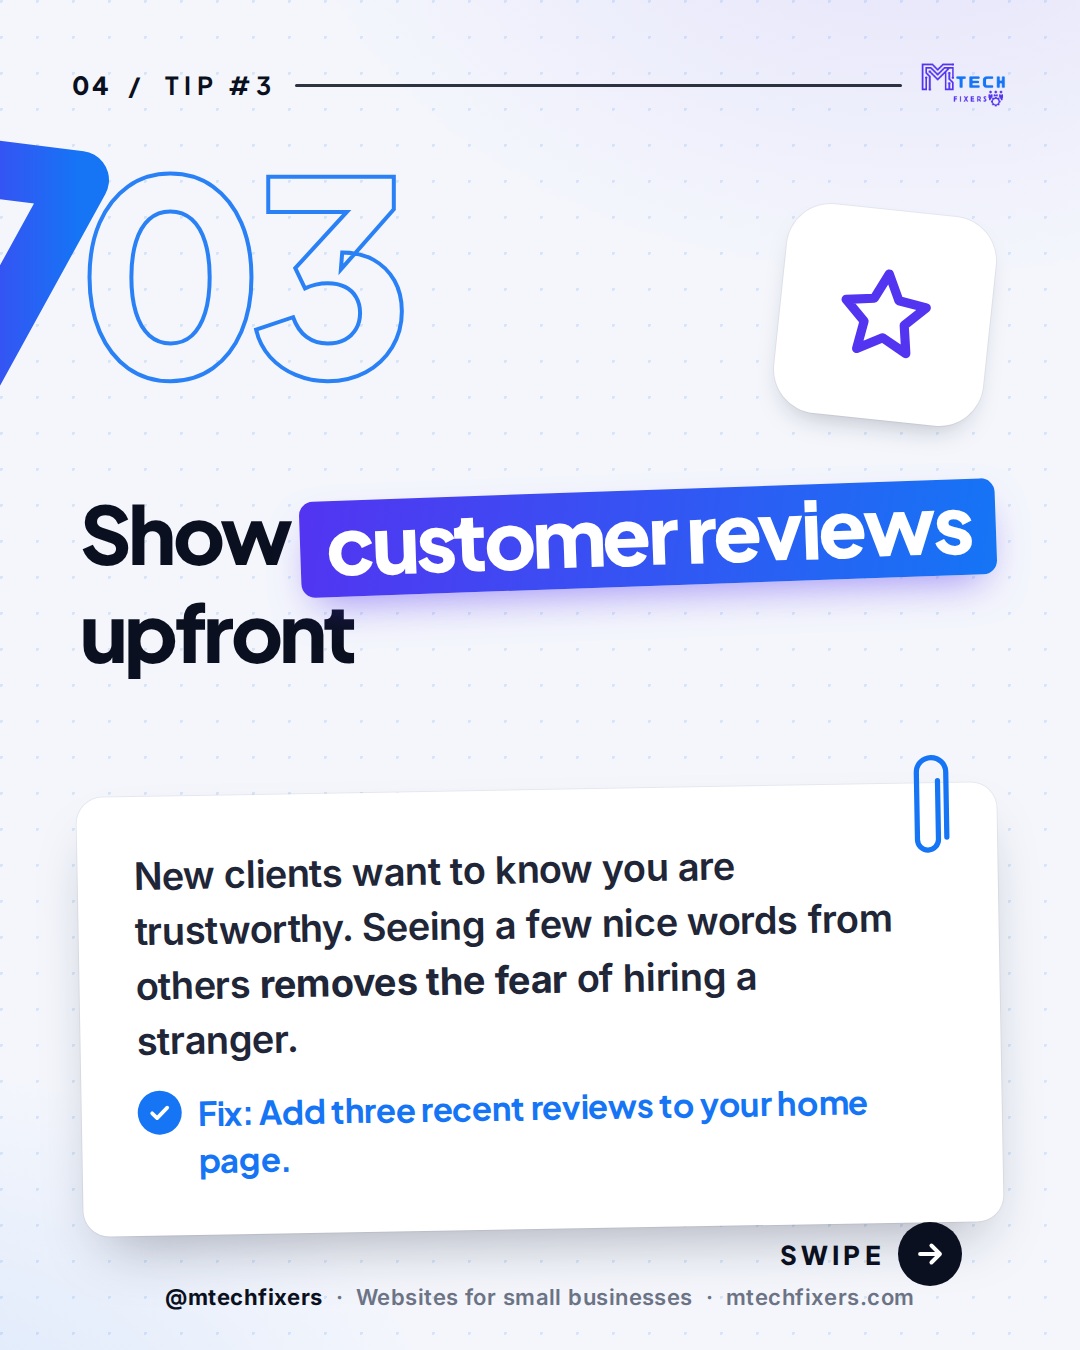 04 / TIP #3
MTECH
FIXERS
7
03
Show customer reviews
upfront
New clients want to know you are
trustworthy. Seeing a few nice words from
others removes the fear of hiring a
stranger.
Fix: Add three recent reviews to your home
page.
SWIPE
@mtechfixers · Websites for small businesses · mtechfixers.com